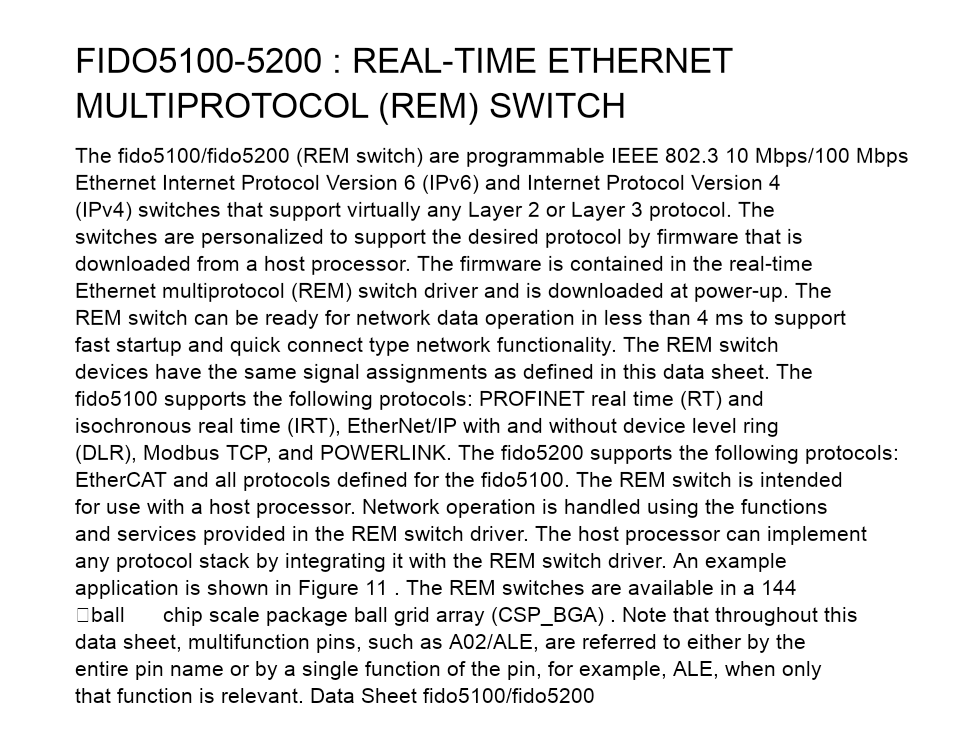 FIDO5100-5200 : REAL-TIME ETHERNET
MULTIPROTOCOL (REM) SWITCH
The fido5100/fido5200 (REM switch) are programmable IEEE 802.3 10 Mbps/100 Mbps
Ethernet Internet Protocol Version 6 (IPv6) and Internet Protocol Version 4
(IPv4) switches that support virtually any Layer 2 or Layer 3 protocol. The
switches are personalized to support the desired protocol by firmware that is
downloaded from a host processor. The firmware is contained in the real-time
Ethernet multiprotocol (REM) switch driver and is downloaded at power-up. The
REM switch can be ready for network data operation in less than 4 ms to support
fast startup and quick connect type network functionality. The REM switch
devices have the same signal assignments as defined in this data sheet. The
fido5100 supports the following protocols: PROFINET real time (RT) and
isochronous real time (IRT), EtherNet/IP with and without device level ring
(DLR), Modbus TCP, and POWERLINK. The fido5200 supports the following protocols:
EtherCAT and all protocols defined for the fido5100. The REM switch is intended
for use with a host processor. Network operation is handled using the functions
and services provided in the REM switch driver. The host processor can implement
any protocol stack by integrating it with the REM switch driver. An example
application is shown in Figure 11 . The REM switches are available in a 144
□ball chip scale package ball grid array (CSP_BGA) . Note that throughout this
data sheet, multifunction pins, such as A02/ALE, are referred to either by the
entire pin name or by a single function of the pin, for example, ALE, when only
that function is relevant. Data Sheet fido5100/fido5200